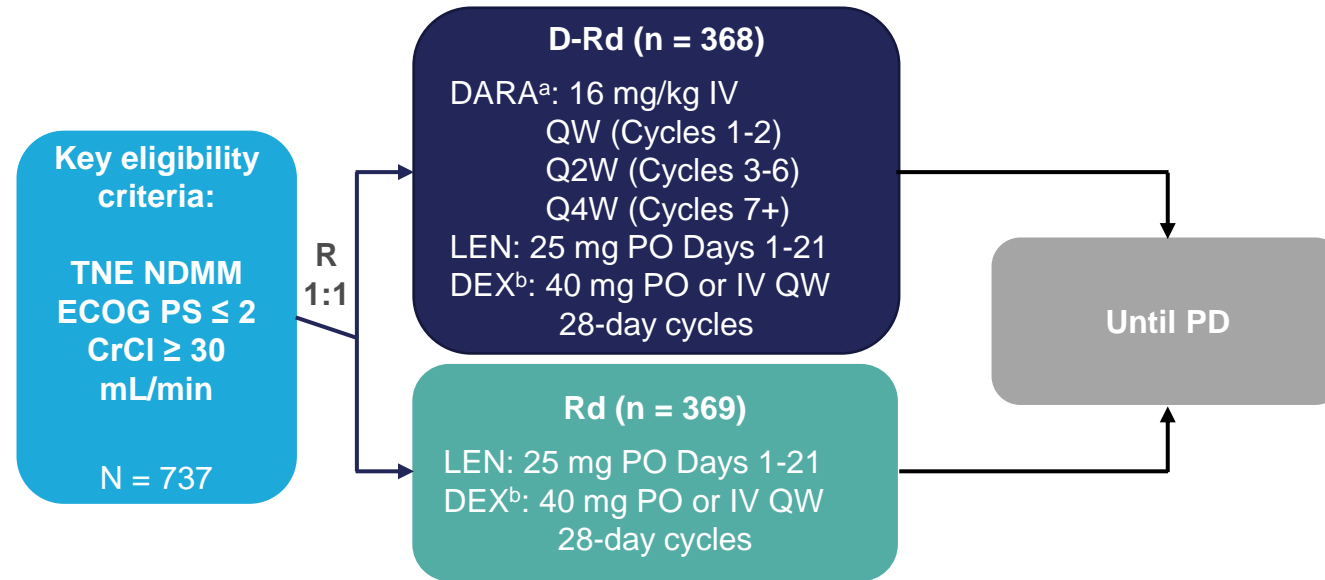 Key eligibility
criteria:
TNE NDMM
ECOG PS ≤ 2
CrCl ≥ 30
mL/min
N = 737
R
1:1
D-Rd (n = 368)
DARAᵃ: 16 mg/kg IV
QW (Cycles 1-2)
Q2W (Cycles 3-6)
Q4W (Cycles 7+)
LEN: 25 mg PO Days 1-21
DEXᵇ: 40 mg PO or IV QW
28-day cycles
Rd (n = 369)
LEN: 25 mg PO Days 1-21
DEXᵇ: 40 mg PO or IV QW
28-day cycles
Until PD